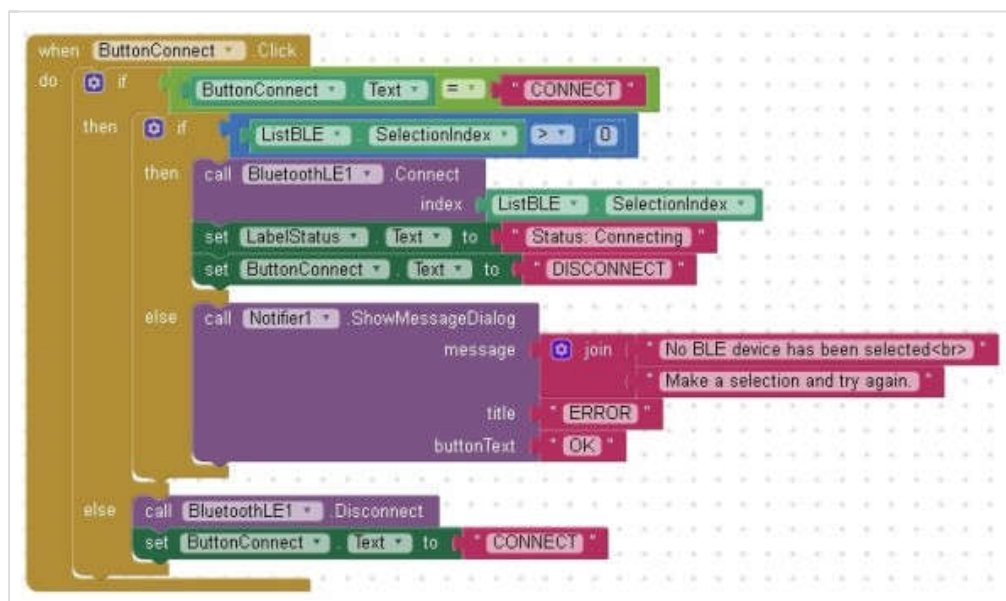 when ButtonConnect .Click
do if ButtonConnect . Text = " CONNECT "
then if ListBLE . SelectionIndex > 0
then call BluetoothLE1 .Connect
index ListBLE . SelectionIndex
set LabelStatus . Text to " Status: Connecting "
set ButtonConnect . Text to " DISCONNECT "
else call Notifier1 .ShowMessageDialog
message join " No BLE device has been selected<br> "
" Make a selection and try again. "
title " ERROR "
buttonText " OK "
else call BluetoothLE1 .Disconnect
set ButtonConnect . Text to " CONNECT "